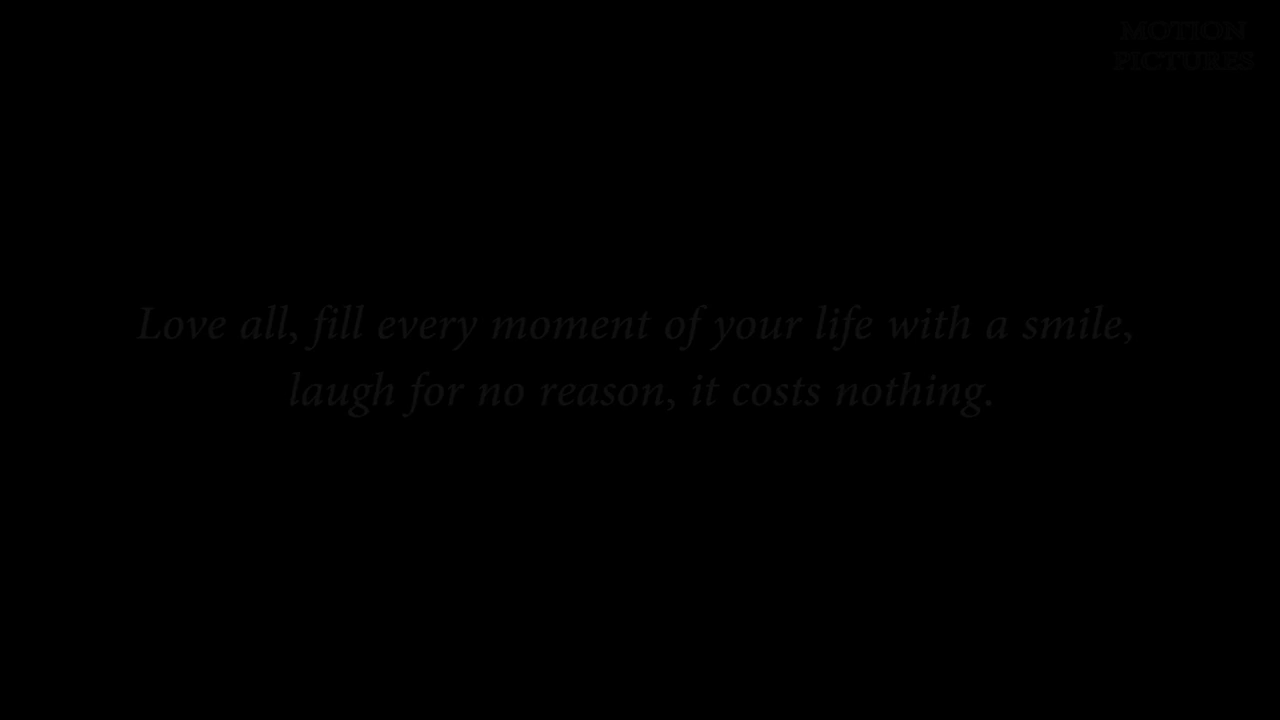 MOTION
PICTURES
Love all, fill every moment of your life with a smile,
laugh for no reason, it costs nothing.